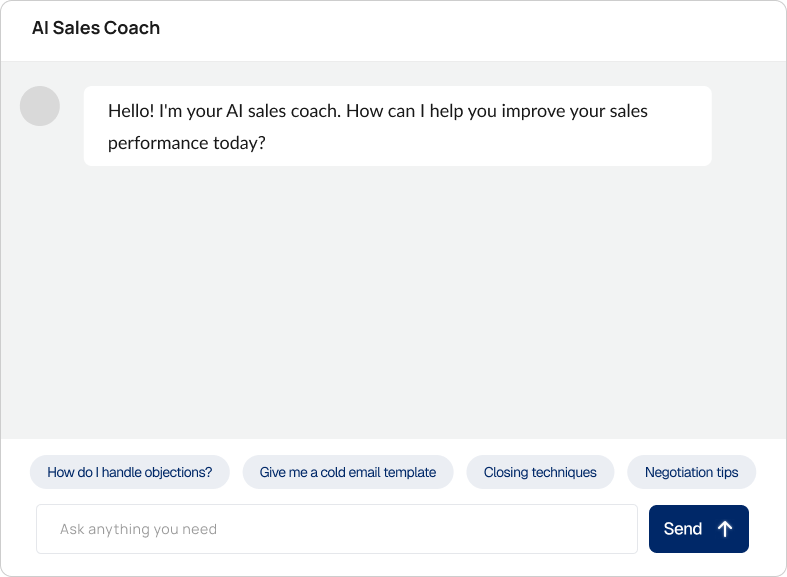 AI Sales Coach
Hello! I'm your AI sales coach. How can I help you improve your sales
performance today?
How do I handle objections?
Give me a cold email template
Closing techniques
Negotiation tips
Ask anything you need
Send